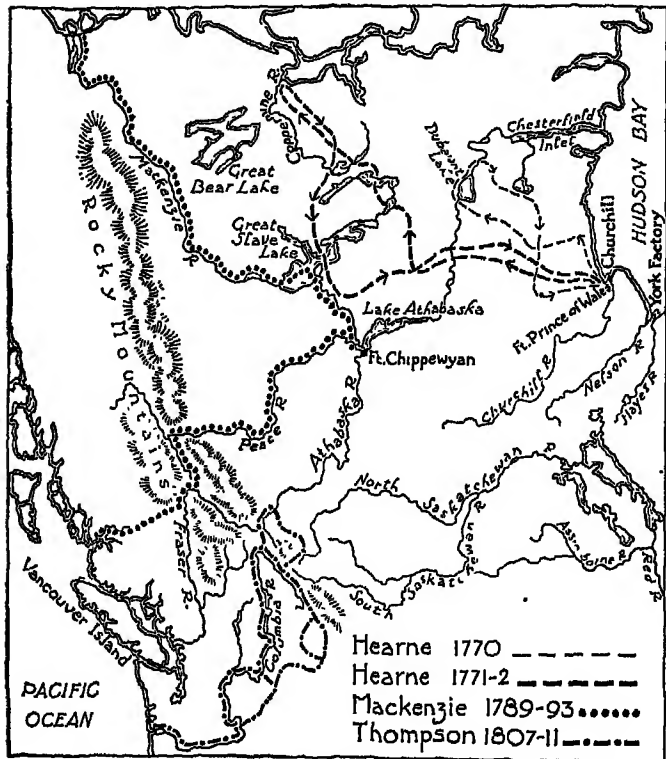 Mackenzie R
Coppermine R
Great
Bear Lake
Great
Slave
Lake
Dubaunt
Lake
Chesterfield
Inlet
HUDSON BAY
Churchill
York Factory
Ft. Prince of Wales
Rocky Mountains
Lake Athabaska
Ft. Chippewyan
Peace R
Athabaska R
Churchill R
Nelson R
Hayes R
North Saskatchewan R
South Saskatchewan R
Assiniboine R
Red R
Fraser R.
Columbia R
Vancouver Island
PACIFIC
OCEAN
Hearne 1770
Hearne 1771-2
Mackenzie 1789-93
Thompson 1807-11